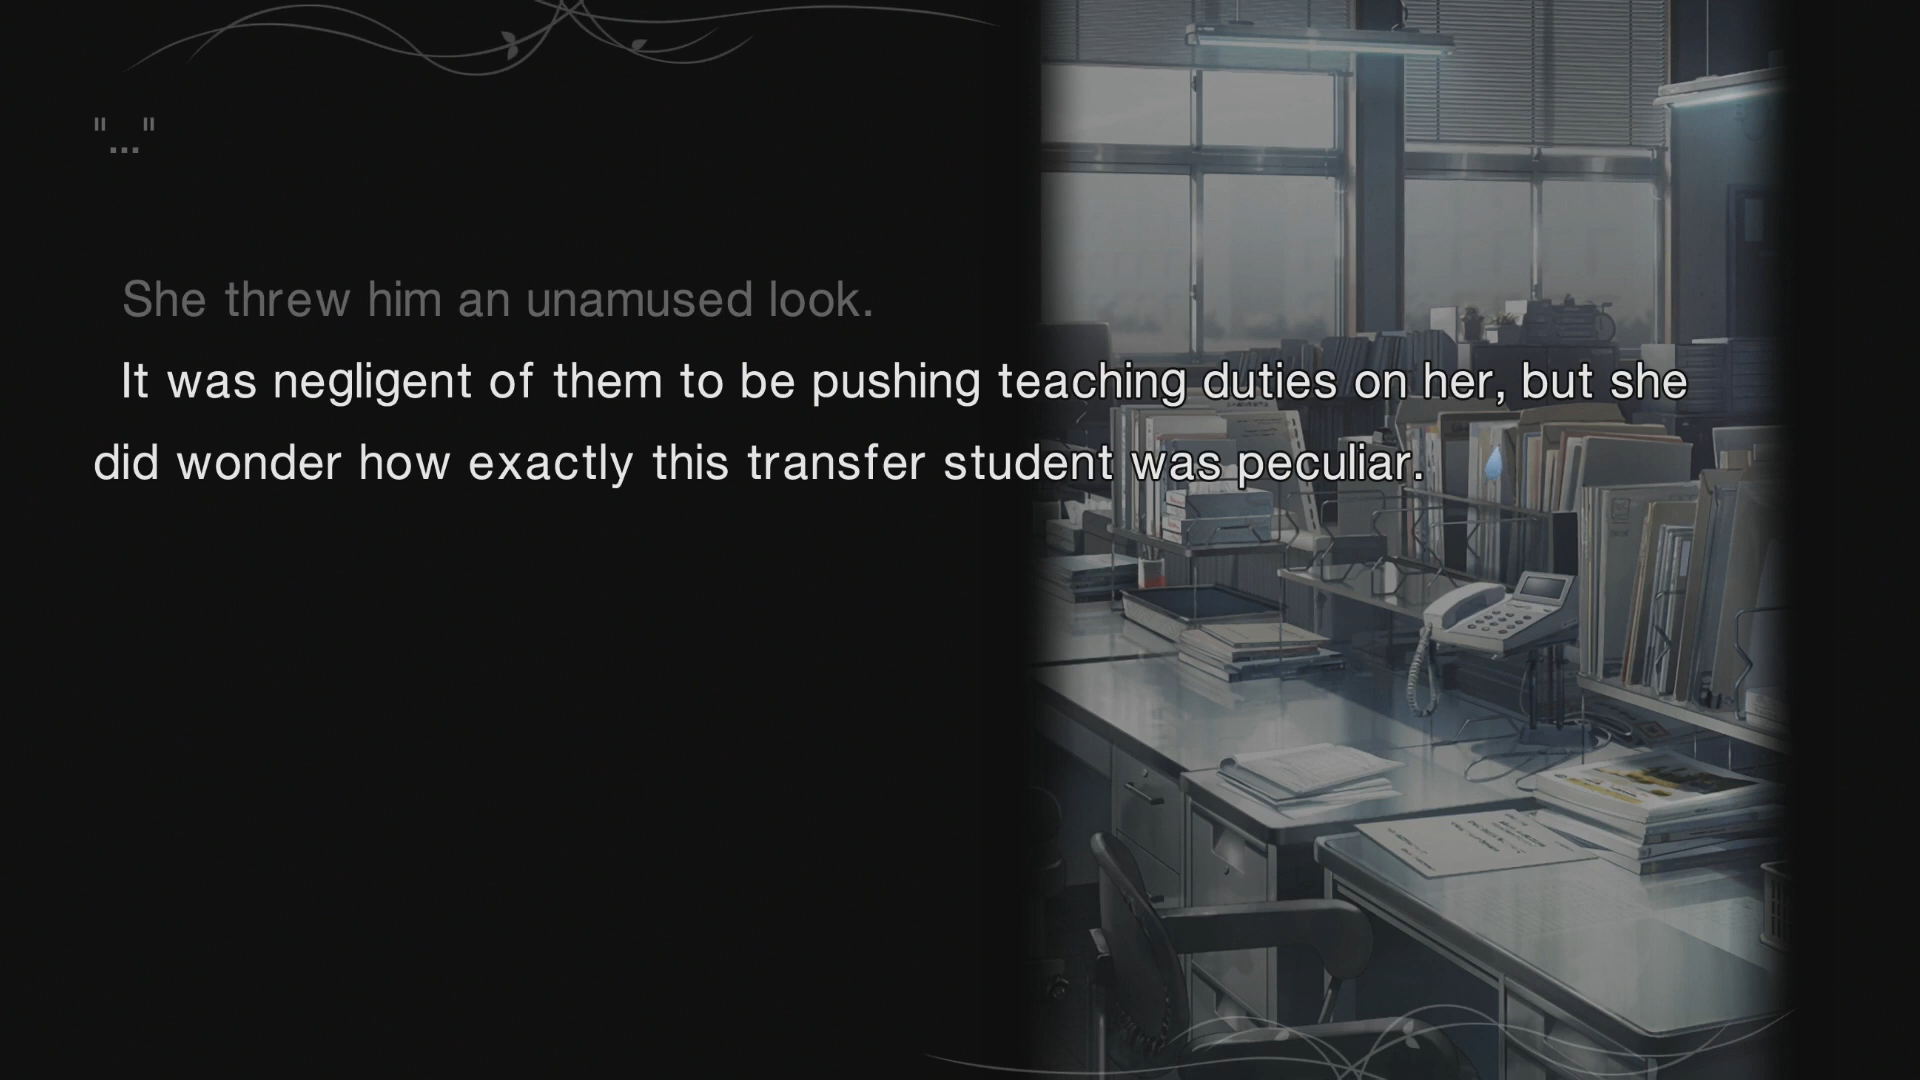 "..."
She threw him an unamused look.
It was negligent of them to be pushing teaching duties on her, but she
did wonder how exactly this transfer student was peculiar.